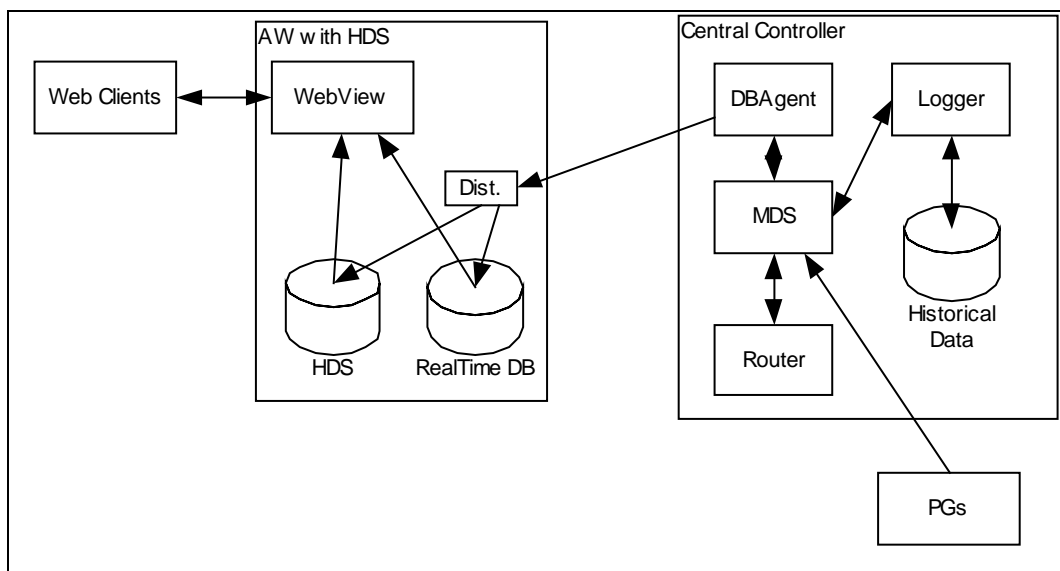 AW with HDS
Central Controller
Web Clients
WebView
DBAgent
Logger
Dist.
MDS
HDS
RealTime DB
Router
Historical
Data
PGs